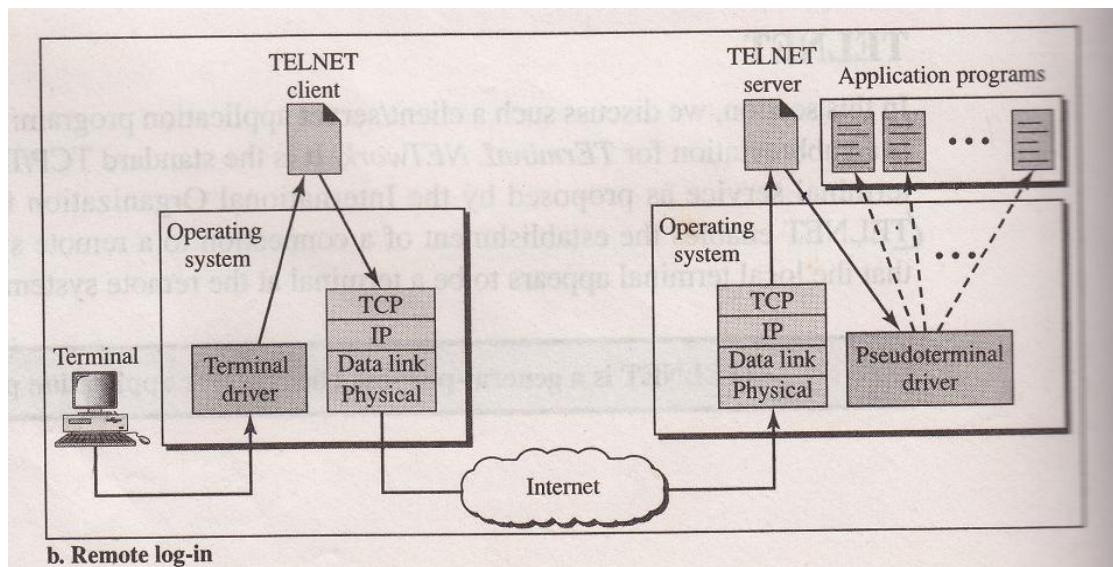 TELNET
client
TELNET
server
Application programs
Operating
system
Operating
system
TCP
IP
Data link
Physical
Terminal
Terminal
driver
TCP
IP
Data link
Physical
Pseudoterminal
driver
Internet
b. Remote log-in